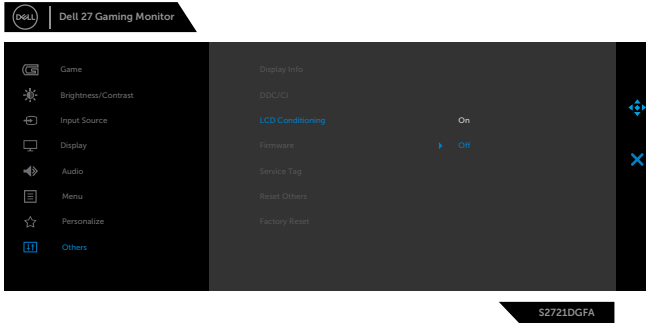 DELL
Dell 27 Gaming Monitor
Game
Brightness/Contrast
Input Source
Display
Audio
Menu
Personalize
Others
Display Info
DDC/CI
LCD Conditioning
On
Firmware
Off
Service Tag
Reset Others
Factory Reset
S2721DGFA